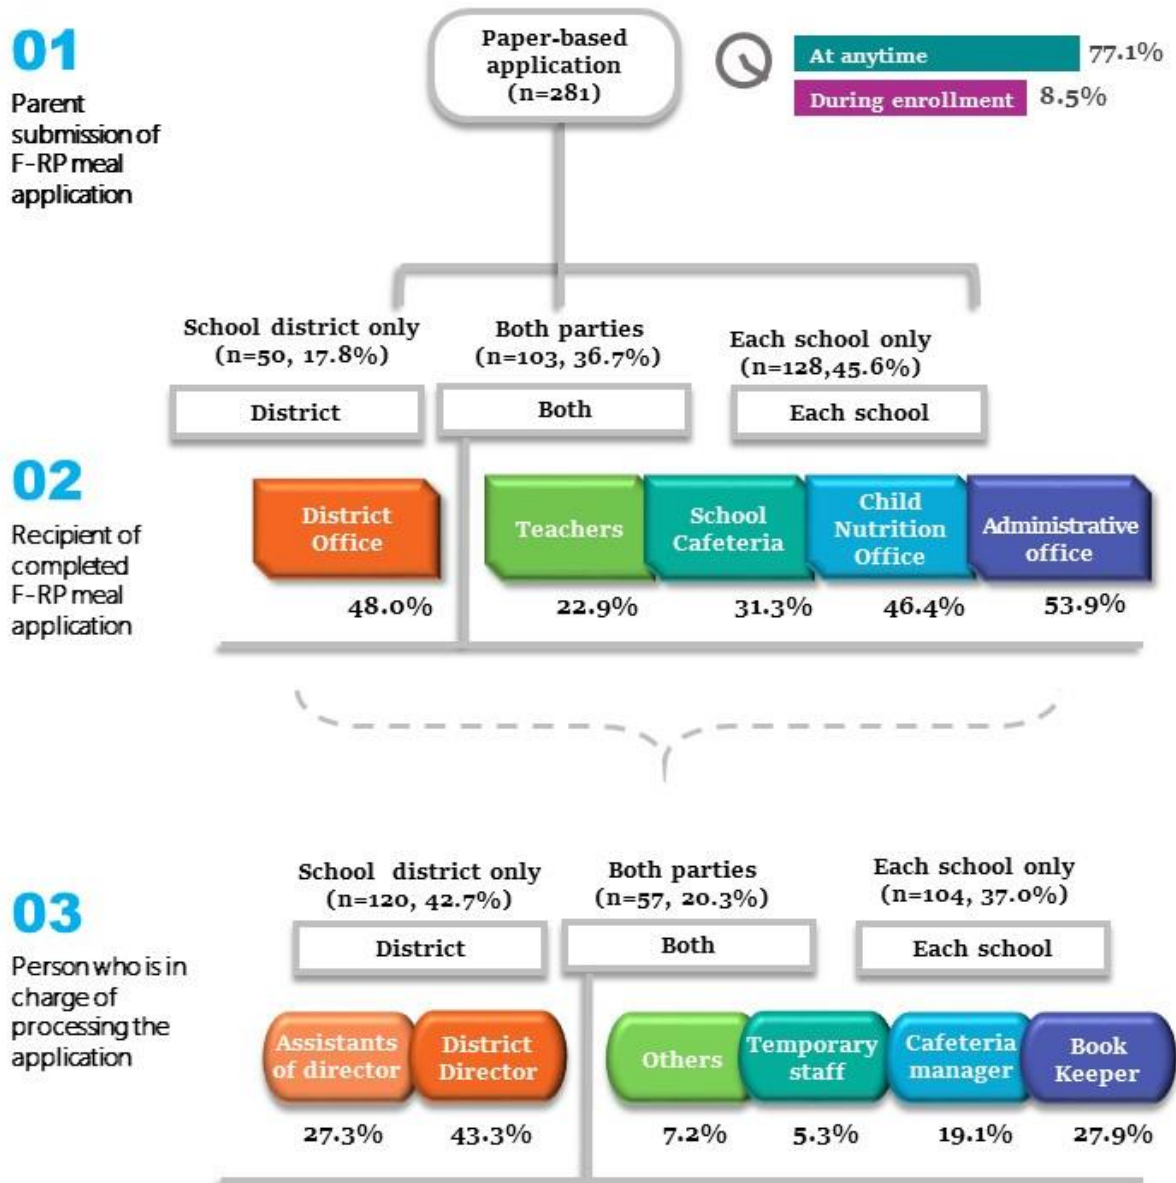 01
Parent
submission of
F-RP meal
application
Paper-based
application
(n=281)
At anytime 77.1%
During enrollment 8.5%
School district only
(n=50, 17.8%)
Both parties
(n=103, 36.7%)
Each school only
(n=128,45.6%)
District
Both
Each school
02
Recipient of
completed
F-RP meal
application
District
Office
Teachers
School
Cafeteria
Child
Nutrition
Office
Administrative
office
48.0%
22.9%
31.3%
46.4%
53.9%
03
Person who is in
charge of
processing the
application
School district only
(n=120, 42.7%)
Both parties
(n=57, 20.3%)
Each school only
(n=104, 37.0%)
District
Both
Each school
Assistants
of director
District
Director
Others
Temporary
staff
Cafeteria
manager
Book
Keeper
27.3%
43.3%
7.2%
5.3%
19.1%
27.9%